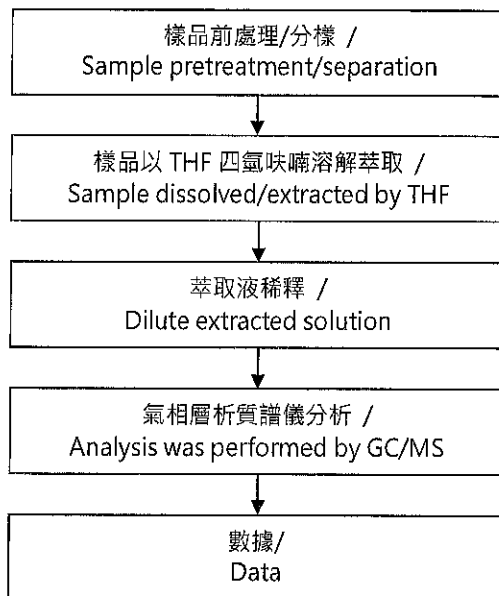 樣品前處理/分樣 /
Sample pretreatment/separation
樣品以 THF 四氫呋喃溶解萃取 /
Sample dissolved/extracted by THF
萃取液稀釋 /
Dilute extracted solution
氣相層析質譜儀分析 /
Analysis was performed by GC/MS
數據/
Data